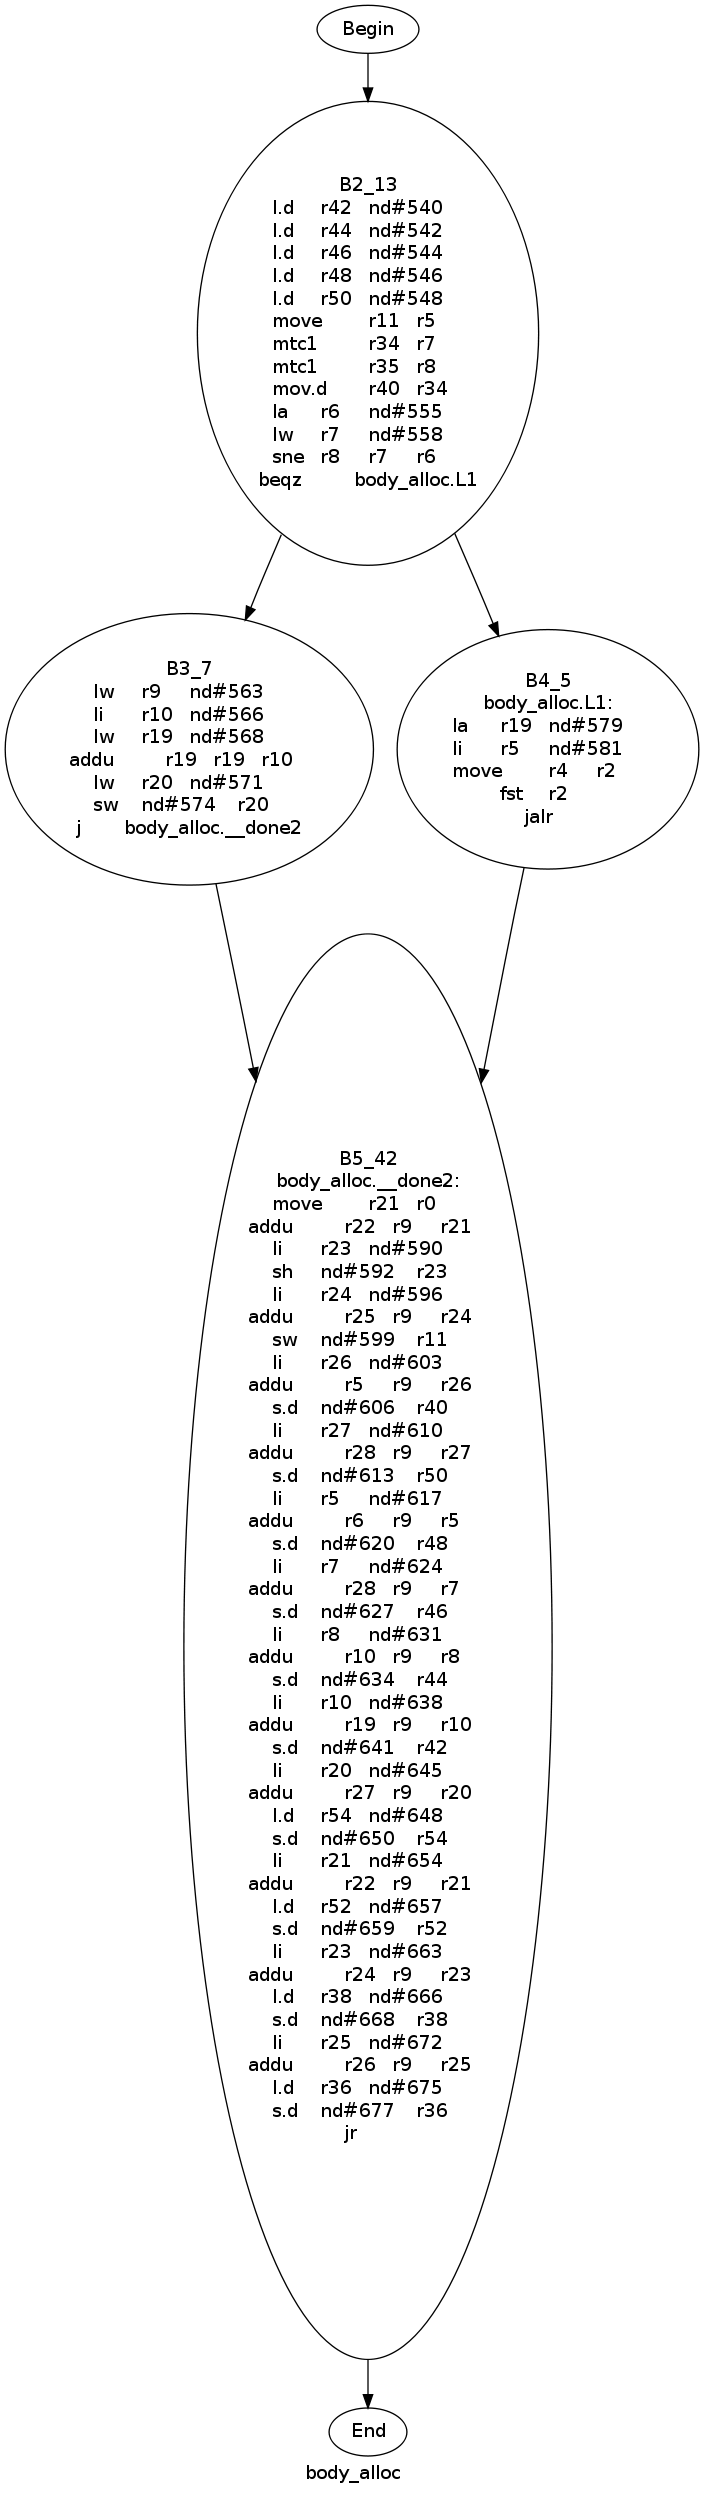 Begin
B2_13
l.d r42 nd#540
l.d r44 nd#542
l.d r46 nd#544
l.d r48 nd#546
l.d r50 nd#548
move r11 r5
mtc1 r34 r7
mtc1 r35 r8
mov.d r40 r34
la r6 nd#555
lw r7 nd#558
sne r8 r7 r6
beqz body_alloc.L1
B3_7
lw r9 nd#563
li r10 nd#566
lw r19 nd#568
addu r19 r19 r10
lw r20 nd#571
sw nd#574 r20
j body_alloc.__done2
B4_5
body_alloc.L1:
la r19 nd#579
li r5 nd#581
move r4 r2
fst r2
jalr
B5_42
body_alloc.__done2:
move r21 r0
addu r22 r9 r21
li r23 nd#590
sh nd#592 r23
li r24 nd#596
addu r25 r9 r24
sw nd#599 r11
li r26 nd#603
addu r5 r9 r26
s.d nd#606 r40
li r27 nd#610
addu r28 r9 r27
s.d nd#613 r50
li r5 nd#617
addu r6 r9 r5
s.d nd#620 r48
li r7 nd#624
addu r28 r9 r7
s.d nd#627 r46
li r8 nd#631
addu r10 r9 r8
s.d nd#634 r44
li r10 nd#638
addu r19 r9 r10
s.d nd#641 r42
li r20 nd#645
addu r27 r9 r20
l.d r54 nd#648
s.d nd#650 r54
li r21 nd#654
addu r22 r9 r21
l.d r52 nd#657
s.d nd#659 r52
li r23 nd#663
addu r24 r9 r23
l.d r38 nd#666
s.d nd#668 r38
li r25 nd#672
addu r26 r9 r25
l.d r36 nd#675
s.d nd#677 r36
jr
End
body_alloc